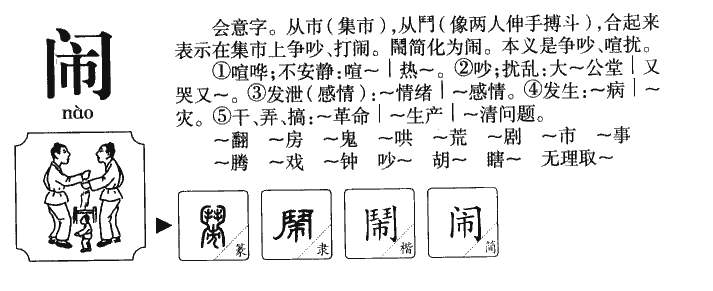 闹
nào
会意字。从市(集市),从鬥(像两人伸手搏斗),合起来
表示在集市上争吵、打闹。鬧简化为闹。本义是争吵、喧扰。
①喧哗;不安静:喧～|热～。②吵;扰乱:大～公堂|又
哭又～。③发泄(感情):～情绪|～感情。④发生:～病|～
灾。⑤干、弄、搞:～革命|～生产|～清问题。
～翻 ～房 ～鬼 ～哄 ～荒 ～剧 ～市 ～事
～腾 ～戏 ～钟 吵～ 胡～ 瞎～ 无理取～
鬧 篆 鬧 隶 鬧 楷 闹 简